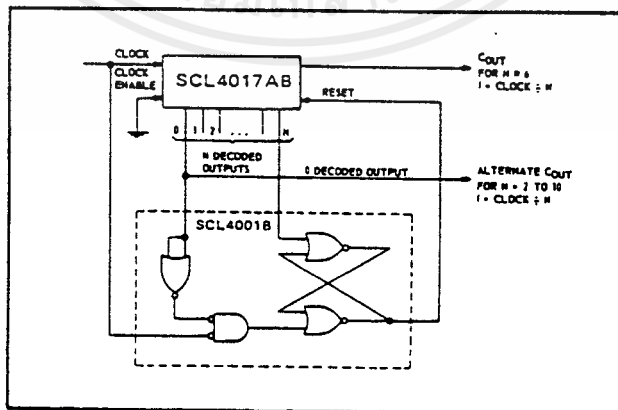 CLOCK
CLOCK
ENABLE
SCL4017AB
COUT
FOR N = 6
f = CLOCK ÷ N
RESET
0 1 2 ... N
N DECODED
OUTPUTS
0 DECODED OUTPUT
ALTERNATE COUT
FOR N = 2 TO 10
f = CLOCK ÷ N
SCL4001B